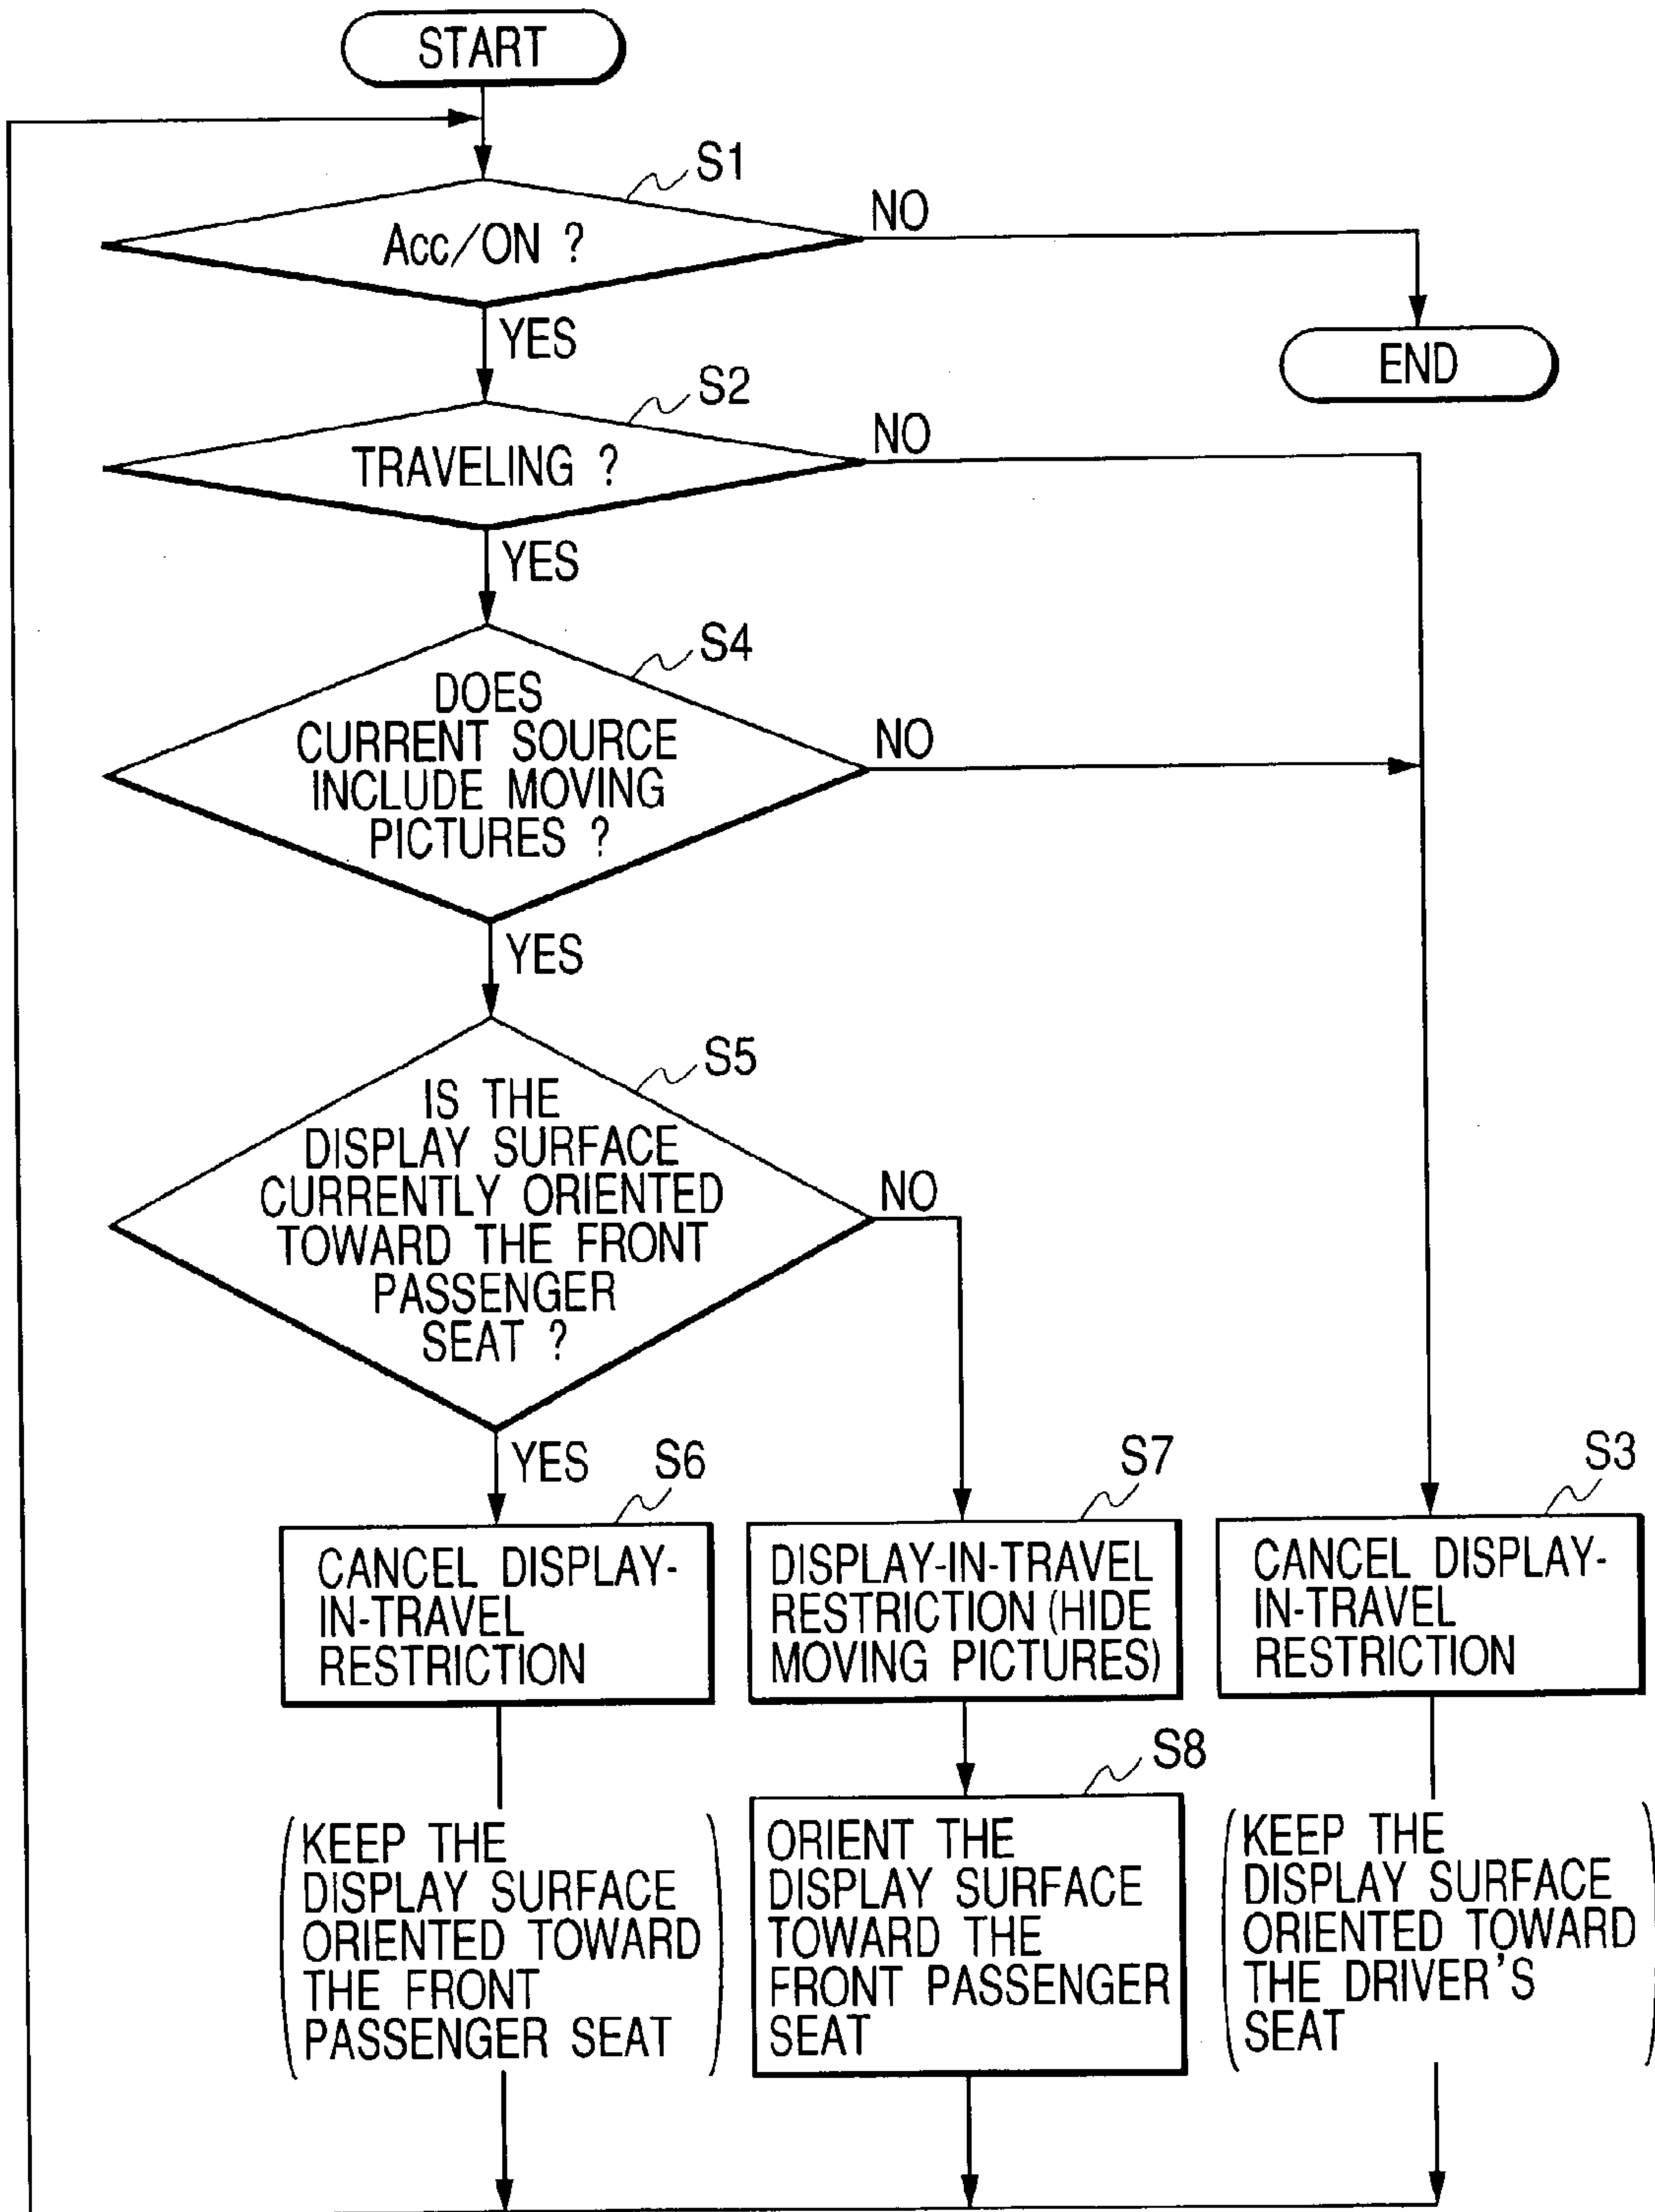 START
S1
Acc/ON ?
NO
YES
END
S2
TRAVELING ?
NO
YES
S4
DOES
CURRENT SOURCE
INCLUDE MOVING
PICTURES ?
NO
YES
S5
IS THE
DISPLAY SURFACE
CURRENTLY ORIENTED
TOWARD THE FRONT
PASSENGER
SEAT ?
NO
YES
S6
CANCEL DISPLAY-
IN-TRAVEL
RESTRICTION
(KEEP THE
DISPLAY SURFACE
ORIENTED TOWARD
THE FRONT
PASSENGER SEAT)
S7
DISPLAY-IN-TRAVEL
RESTRICTION (HIDE
MOVING PICTURES)
S8
ORIENT THE
DISPLAY SURFACE
TOWARD THE
FRONT PASSENGER
SEAT
S3
CANCEL DISPLAY-
IN-TRAVEL
RESTRICTION
(KEEP THE
DISPLAY SURFACE
ORIENTED TOWARD
THE DRIVER'S
SEAT)